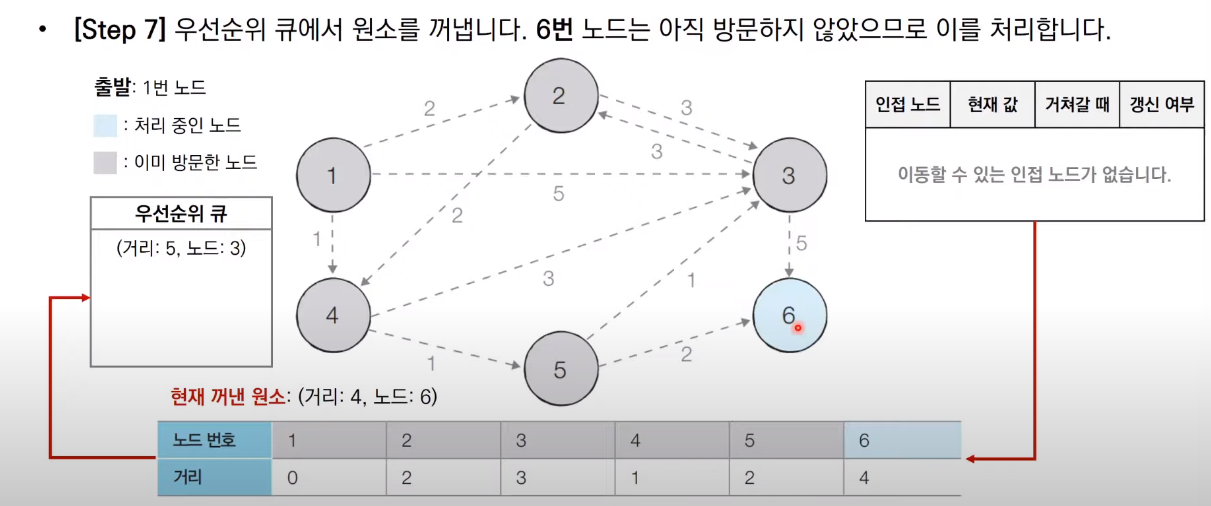 • [Step 7] 우선순위 큐에서 원소를 꺼냅니다. 6번 노드는 아직 방문하지 않았으므로 이를 처리합니다.
출발: 1번 노드
: 처리 중인 노드
: 이미 방문한 노드
우선순위 큐
(거리: 5, 노드: 3)
2
2
3
3
1
5
3
2
1
5
4
3
1
6
1
5
2
인접 노드 현재 값 거쳐갈 때 갱신 여부
이동할 수 있는 인접 노드가 없습니다.
현재 꺼낸 원소: (거리: 4, 노드: 6)
노드 번호 1 2 3 4 5 6
거리 0 2 3 1 2 4